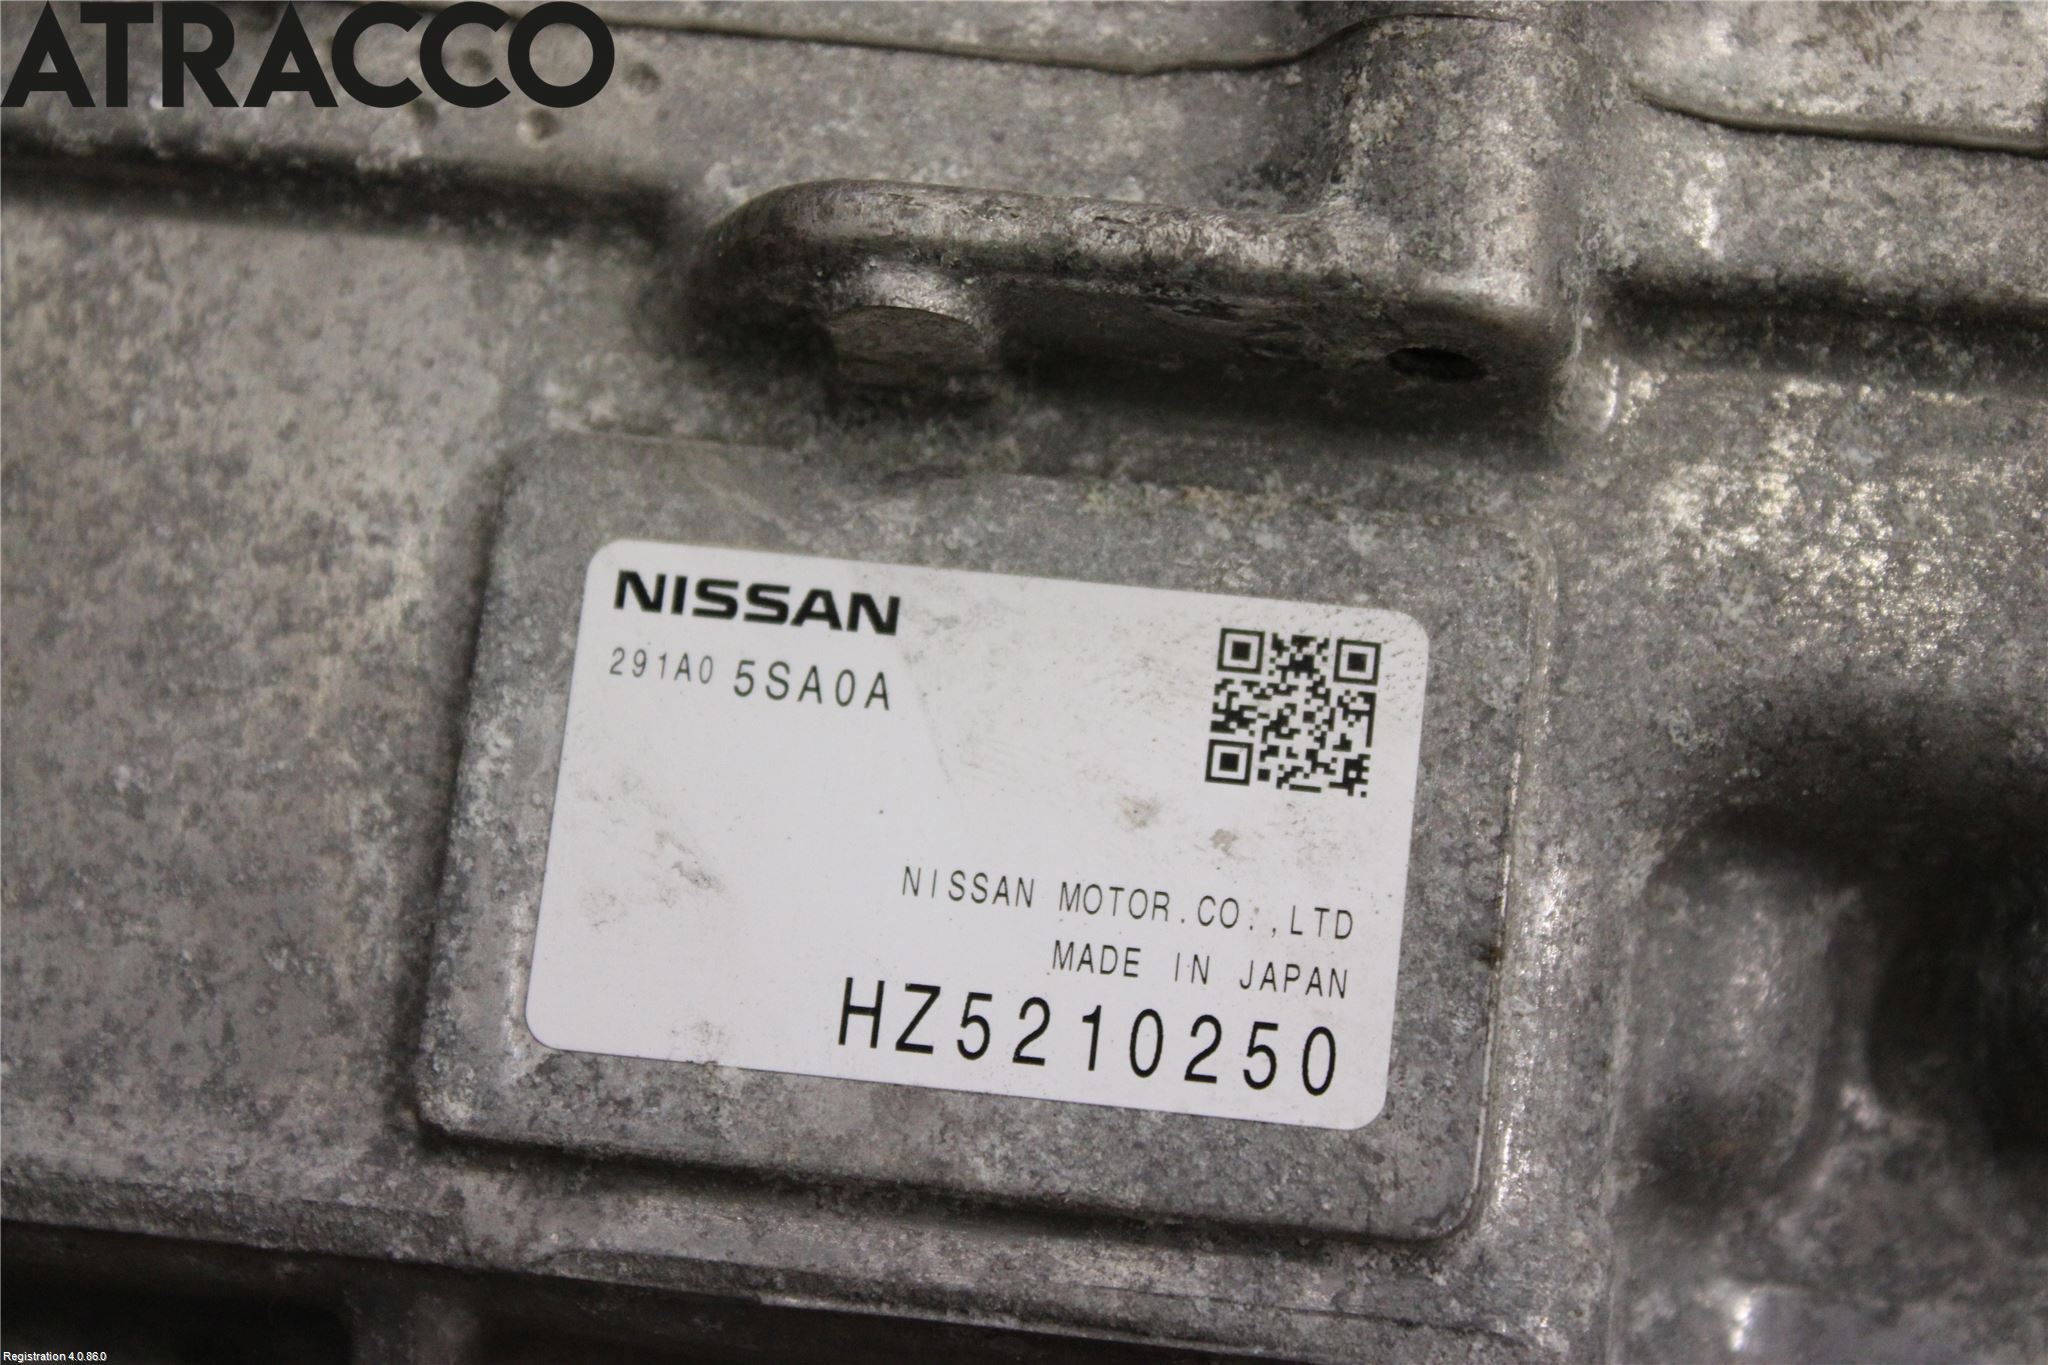 ATRACCO
NISSAN
291A0 5SA0A
NISSAN MOTOR.CO.,LTD
MADE IN JAPAN
HZ5210250
Registration 4.0.86.0